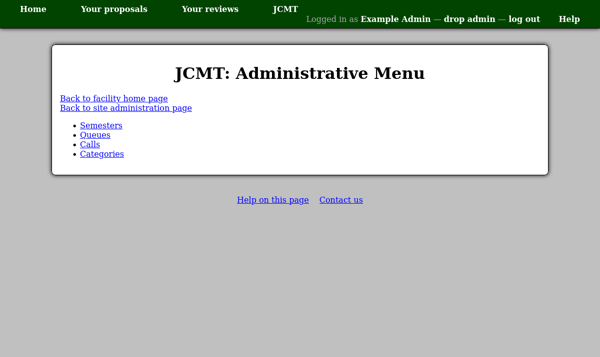 Home Your proposals Your reviews JCMT
Logged in as Example Admin — drop admin — log out Help
JCMT: Administrative Menu
Back to facility home page
Back to site administration page
• Semesters
• Queues
• Calls
• Categories
Help on this page Contact us